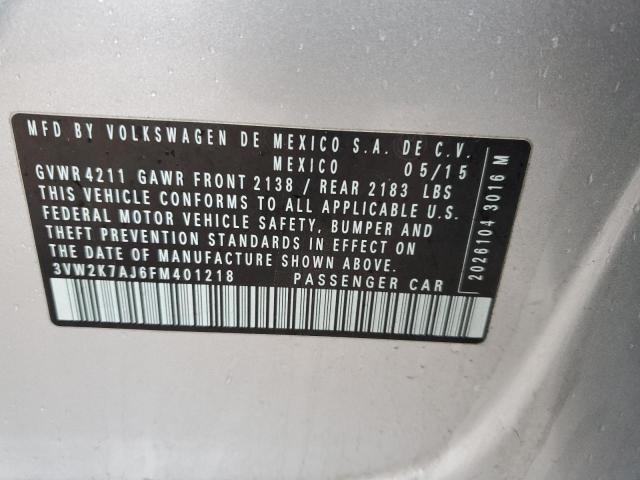 MFD BY VOLKSWAGEN DE MEXICO S.A. DE C.V.
MEXICO 05/15
GVWR 4211 GAWR FRONT 2138 / REAR 2183 LBS
THIS VEHICLE CONFORMS TO ALL APPLICABLE U.S.
FEDERAL MOTOR VEHICLE SAFETY, BUMPER AND
THEFT PREVENTION STANDARDS IN EFFECT ON
THE DATE OF MANUFACTURE SHOWN ABOVE.
3VW2K7AJ6FM401218 PASSENGER CAR
2026104 3016 M